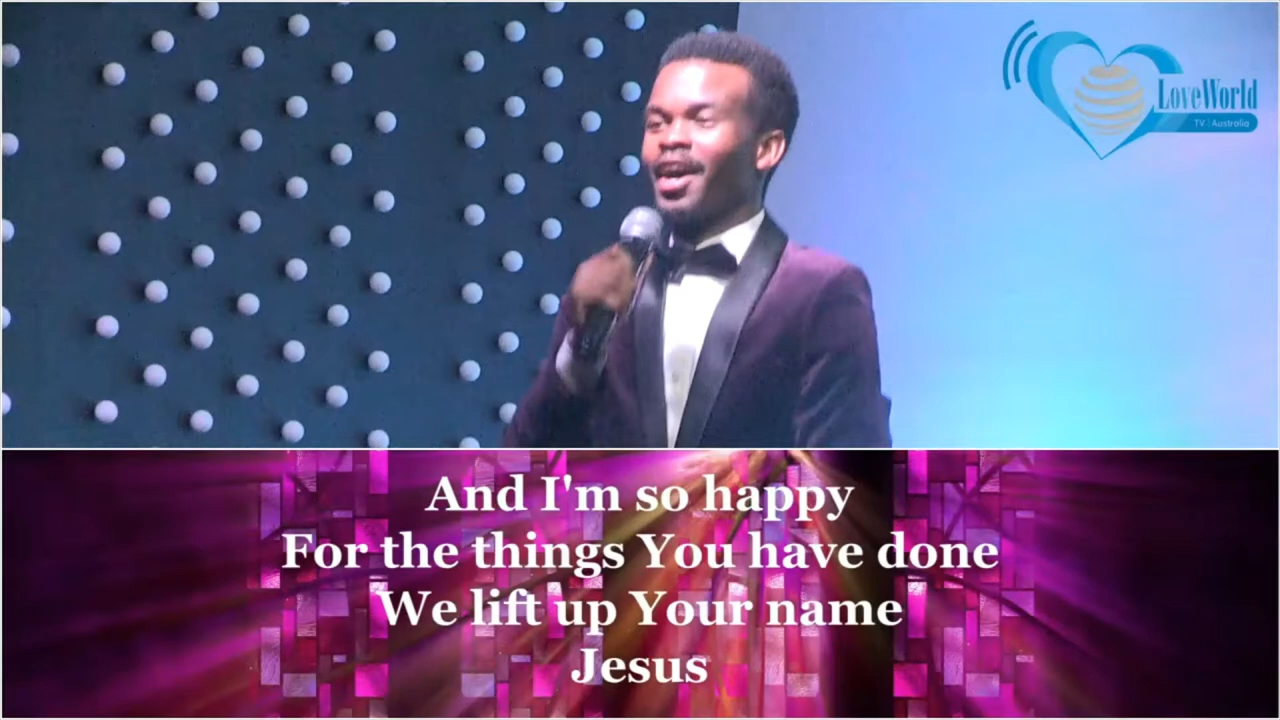 LoveWorld
TV | Australia
And I'm so happy
For the things You have done
We lift up Your name
Jesus